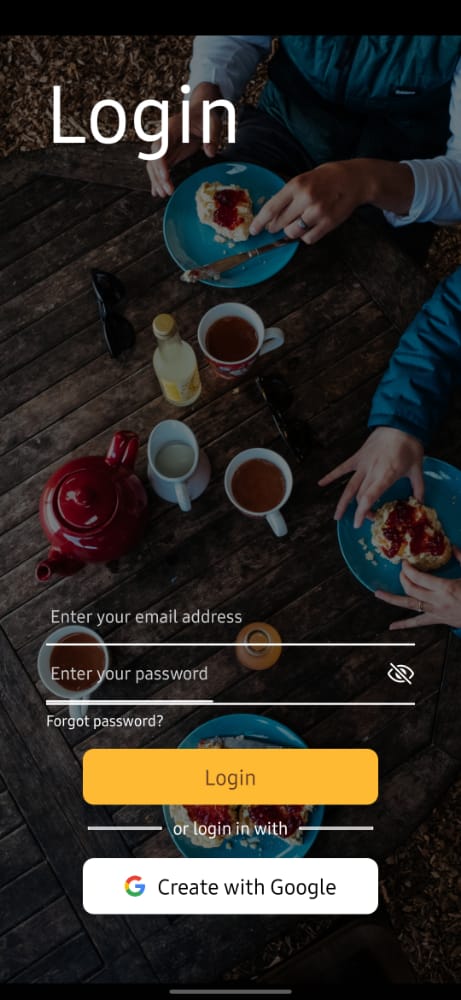 Login
Enter your email address
Enter your password
Forgot password?
Login
or login in with
Create with Google